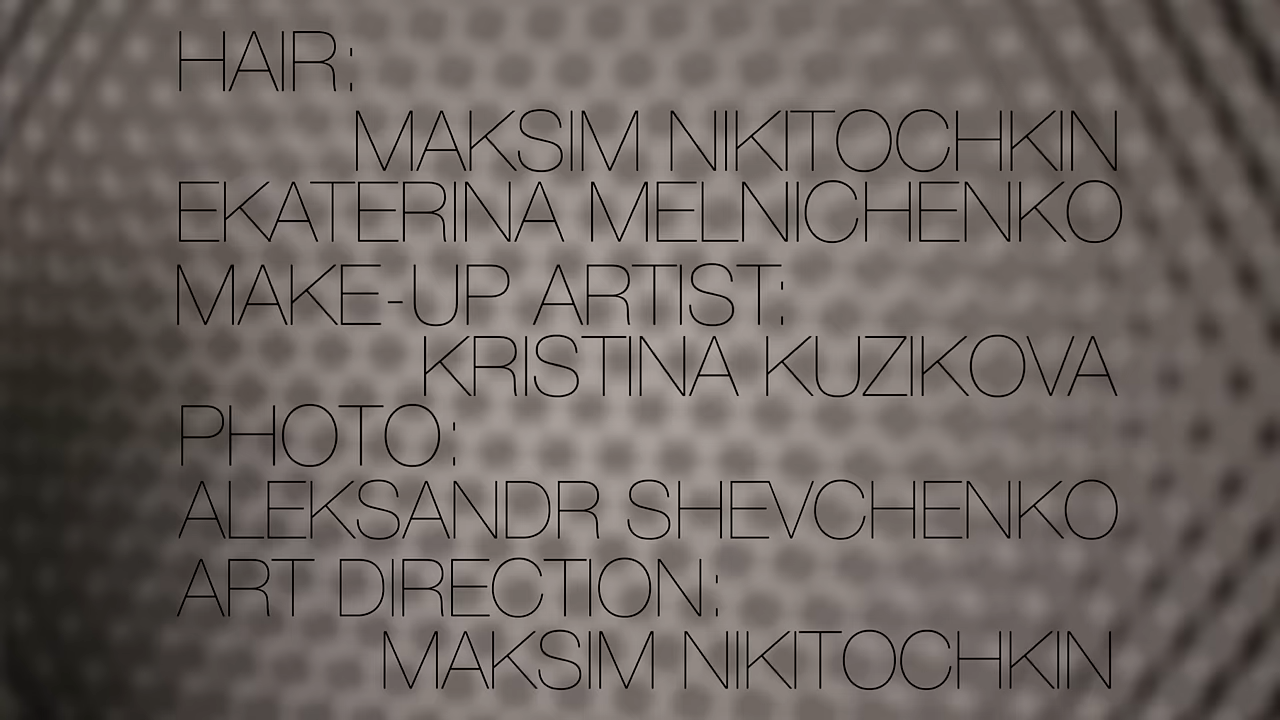 HAIR:
MAKSIM NIKITOCHKIN
EKATERINA MELNICHENKO
MAKE-UP ARTIST:
KRISTINA KUZIKOVA
PHOTO:
ALEKSANDR SHEVCHENKO
ART DIRECTION:
MAKSIM NIKITOCHKIN